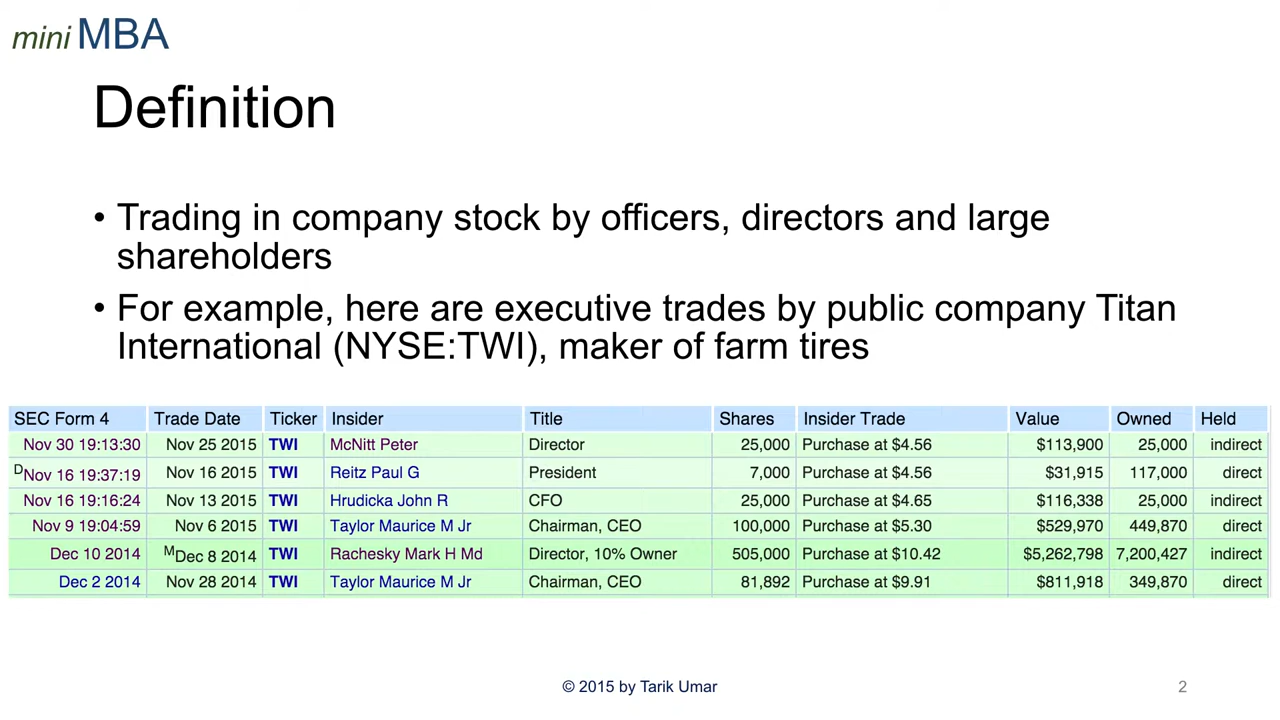 mini MBA
Definition
• Trading in company stock by officers, directors and large
shareholders
• For example, here are executive trades by public company Titan
International (NYSE:TWI), maker of farm tires
SEC Form 4 Trade Date Ticker Insider Title Shares Insider Trade Value Owned Held
Nov 30 19:13:30 Nov 25 2015 TWI McNitt Peter Director 25,000 Purchase at $4.56 $113,900 25,000 indirect
DNov 16 19:37:19 Nov 16 2015 TWI Reitz Paul G President 7,000 Purchase at $4.56 $31,915 117,000 direct
Nov 16 19:16:24 Nov 13 2015 TWI Hrudicka John R CFO 25,000 Purchase at $4.65 $116,338 25,000 indirect
Nov 9 19:04:59 Nov 6 2015 TWI Taylor Maurice M Jr Chairman, CEO 100,000 Purchase at $5.30 $529,970 449,870 direct
Dec 10 2014 MDec 8 2014 TWI Rachesky Mark H Md Director, 10% Owner 505,000 Purchase at $10.42 $5,262,798 7,200,427 indirect
Dec 2 2014 Nov 28 2014 TWI Taylor Maurice M Jr Chairman, CEO 81,892 Purchase at $9.91 $811,918 349,870 direct
© 2015 by Tarik Umar
2